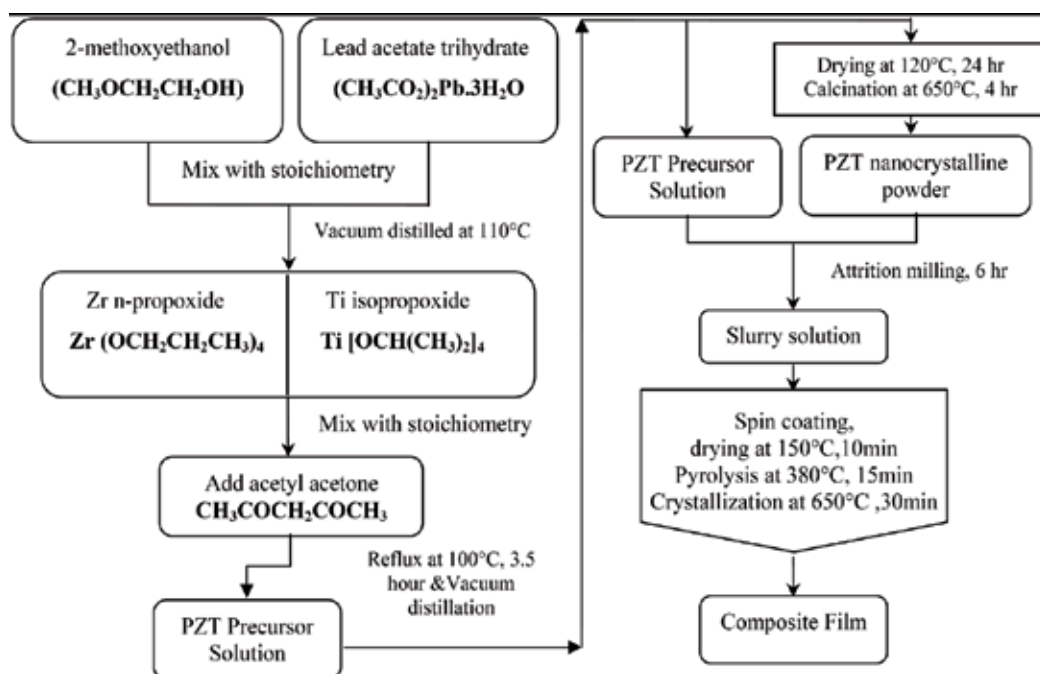 2-methoxyethanol
(CH₃OCH₂CH₂OH)
Lead acetate trihydrate
(CH₃CO₂)₂Pb.3H₂O
Mix with stoichiometry
Vacuum distilled at 110°C
Zr n-propoxide
Zr (OCH₂CH₂CH₃)₄
Ti isopropoxide
Ti [OCH(CH₃)₂]₄
Mix with stoichiometry
Add acetyl acetone
CH₃COCH₂COCH₃
Reflux at 100°C, 3.5
hour &Vacuum
distillation
PZT Precursor
Solution
Drying at 120°C, 24 hr
Calcination at 650°C, 4 hr
PZT Precursor
Solution
PZT nanocrystalline
powder
Attrition milling, 6 hr
Slurry solution
Spin coating,
drying at 150°C,10min
Pyrolysis at 380°C, 15min
Crystallization at 650°C ,30min
Composite Film